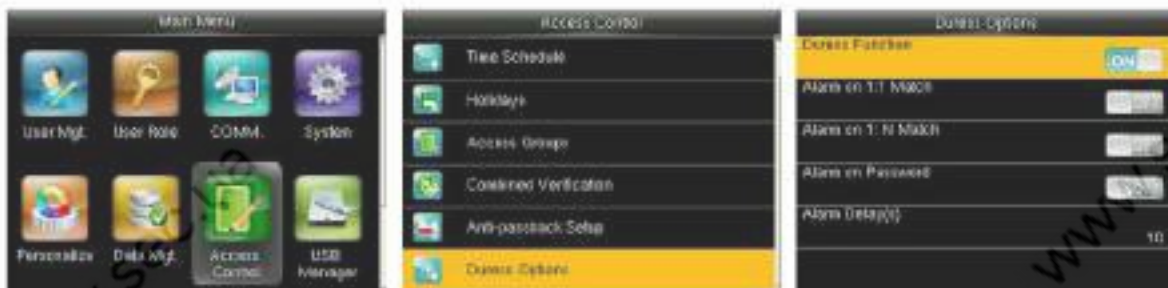 Main Menu
User Mgt.
User Role
COMM.
System
Personalize
Data Mgt.
Access
Control
USB
Manager
Access Control
Time Schedule
Holidays
Access Groups
Combined Verification
Anti-passback Setup
Duress Options
Duress Options
Duress Function
ON
Alarm on 1:1 Match
Alarm on 1: N Match
Alarm on Password
Alarm Delay(s)
10
www